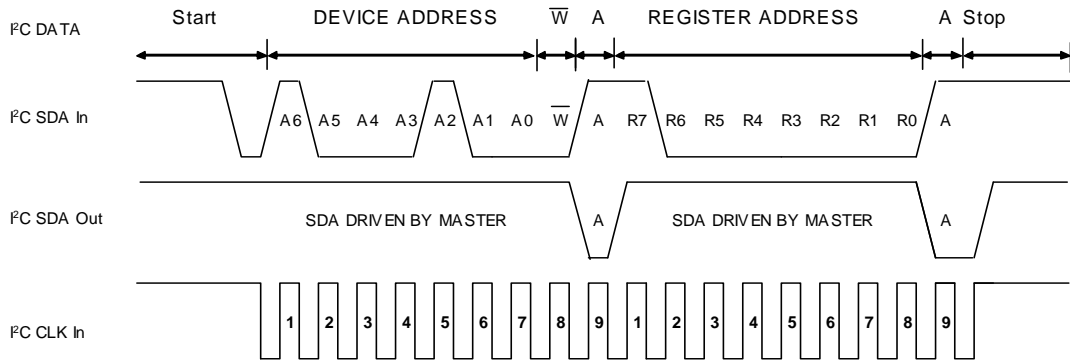 Start DEVICE ADDRESS W̅ A REGISTER ADDRESS A Stop
I²C DATA
I²C SDA In A6 A5 A4 A3 A2 A1 A0 W̅ A R7 R6 R5 R4 R3 R2 R1 R0 A
I²C SDA Out SDA DRIVEN BY MASTER A SDA DRIVEN BY MASTER A
I²C CLK In 1 2 3 4 5 6 7 8 9 1 2 3 4 5 6 7 8 9